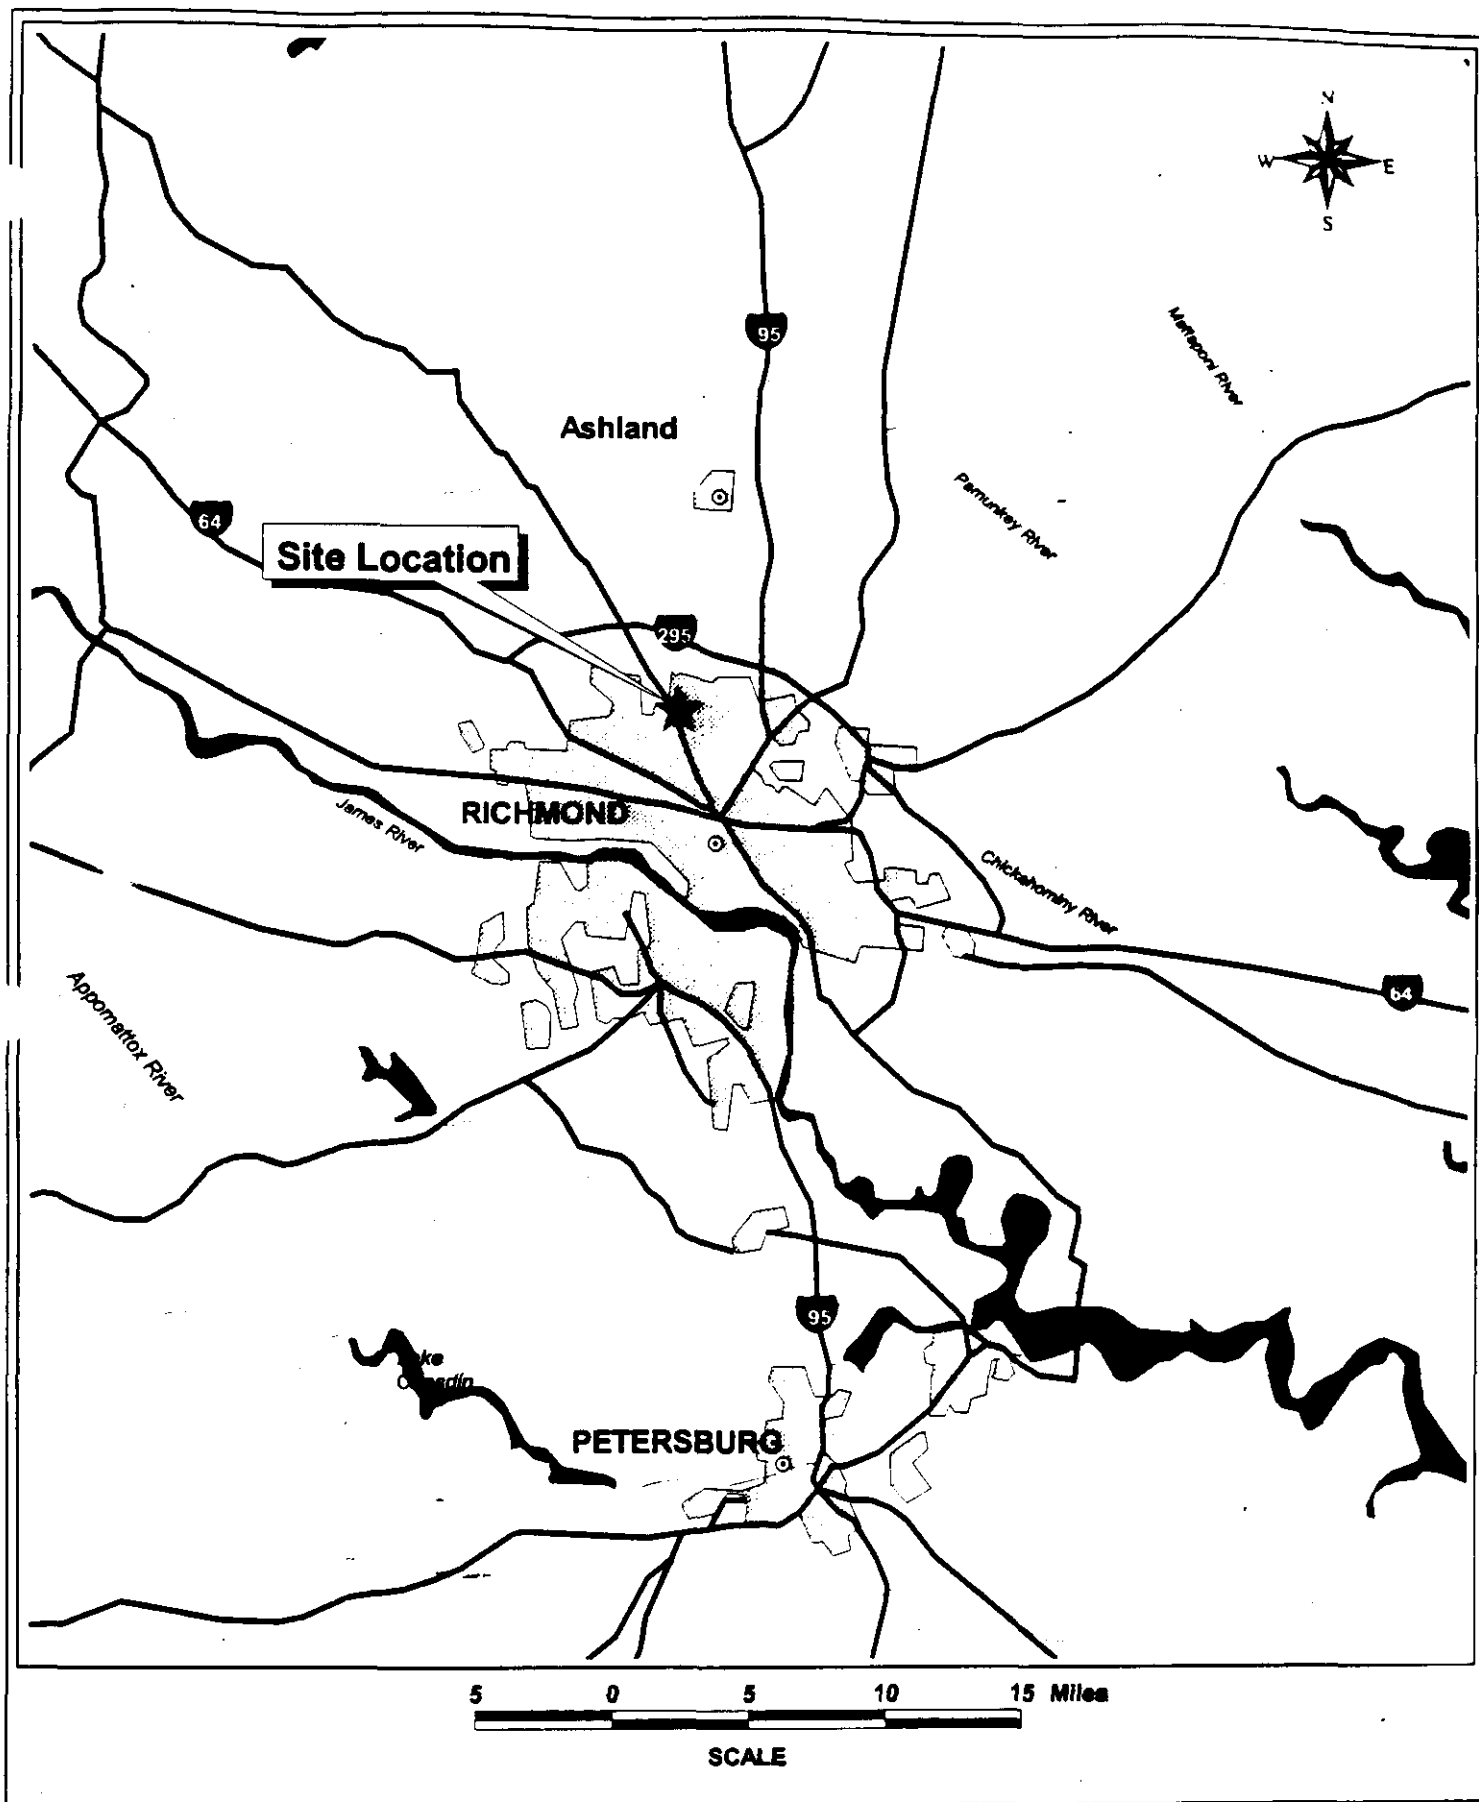 N
W E
S
95
Mattaponi River
Ashland
Pamunkey River
64
Site Location
295
RICHMOND
James River
Chickahominy River
64
Appomattox River
95
PETERSBURG
5 0 5 10 15 Miles
SCALE